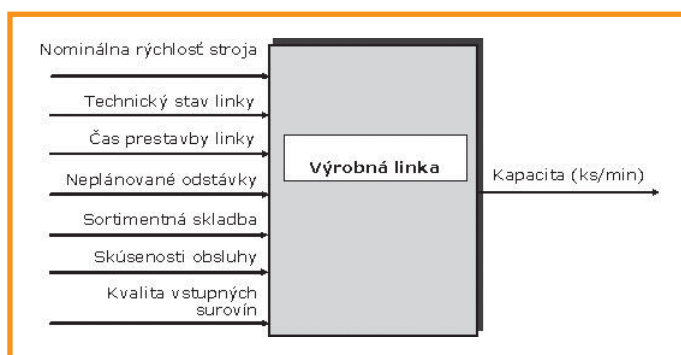 Nominálna rýchlosť stroja
Technický stav linky
Čas prestavby linky
Neplánované odstávky
Sortimentná skladba
Skúsenosti obsluhy
Kvalita vstupných
surovín
Výrobná linka
Kapacita (ks/min)